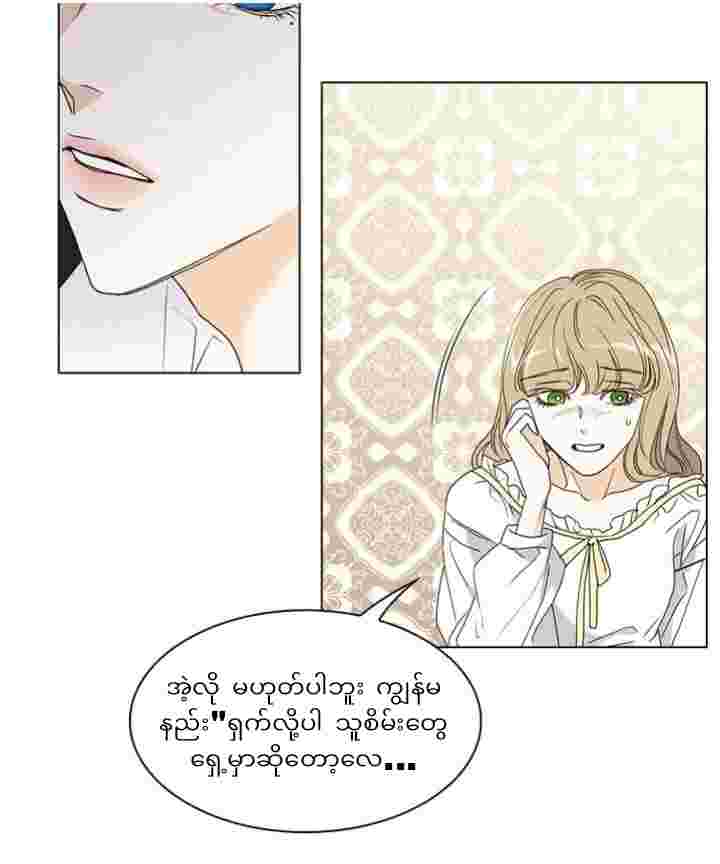 အဲ့လို မဟုတ်ပါဘူး ကျွန်မ
နည်း"ရှက်လို့ပါ သူစိမ်းတွေ
ရှေ့မှာဆိုတော့လေ...